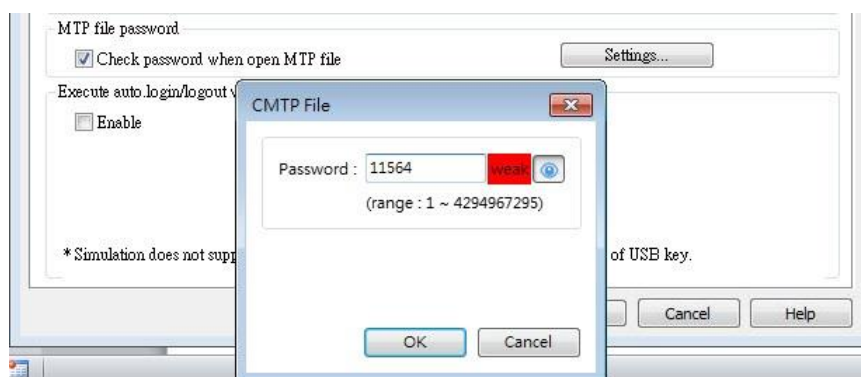 MTP file password
Check password when open MTP file
Settings...
Execute auto.login/logout
Enable
CMTP File
Password : 11564 weak
(range : 1 ~ 4294967295)
* Simulation does not of USB key.
OK Cancel
Cancel Help